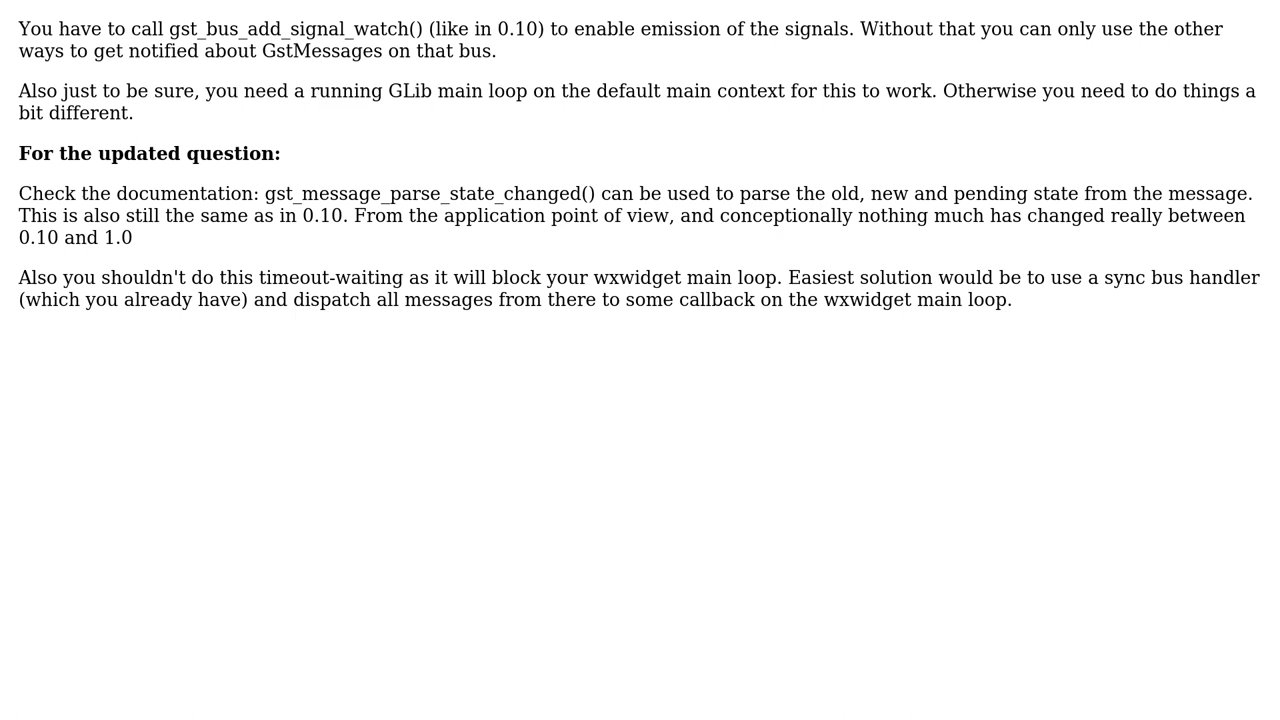 You have to call gst_bus_add_signal_watch() (like in 0.10) to enable emission of the signals. Without that you can only use the other
ways to get notified about GstMessages on that bus.
Also just to be sure, you need a running GLib main loop on the default main context for this to work. Otherwise you need to do things a
bit different.
For the updated question:
Check the documentation: gst_message_parse_state_changed() can be used to parse the old, new and pending state from the message.
This is also still the same as in 0.10. From the application point of view, and conceptionally nothing much has changed really between
0.10 and 1.0
Also you shouldn't do this timeout-waiting as it will block your wxwidget main loop. Easiest solution would be to use a sync bus handler
(which you already have) and dispatch all messages from there to some callback on the wxwidget main loop.